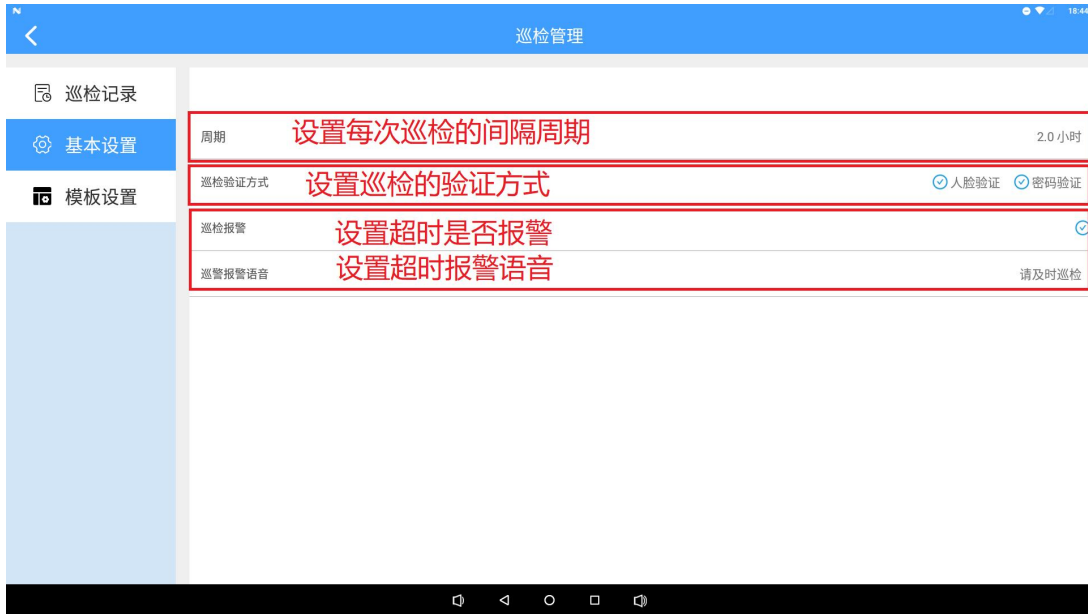 18:44
巡检管理
巡检记录
基本设置
模板设置
周期 设置每次巡检的间隔周期 2.0 小时
巡检验证方式 设置巡检的验证方式 人脸验证 密码验证
巡检报警 设置超时是否报警
巡警报警语音 设置超时报警语音 请及时巡检